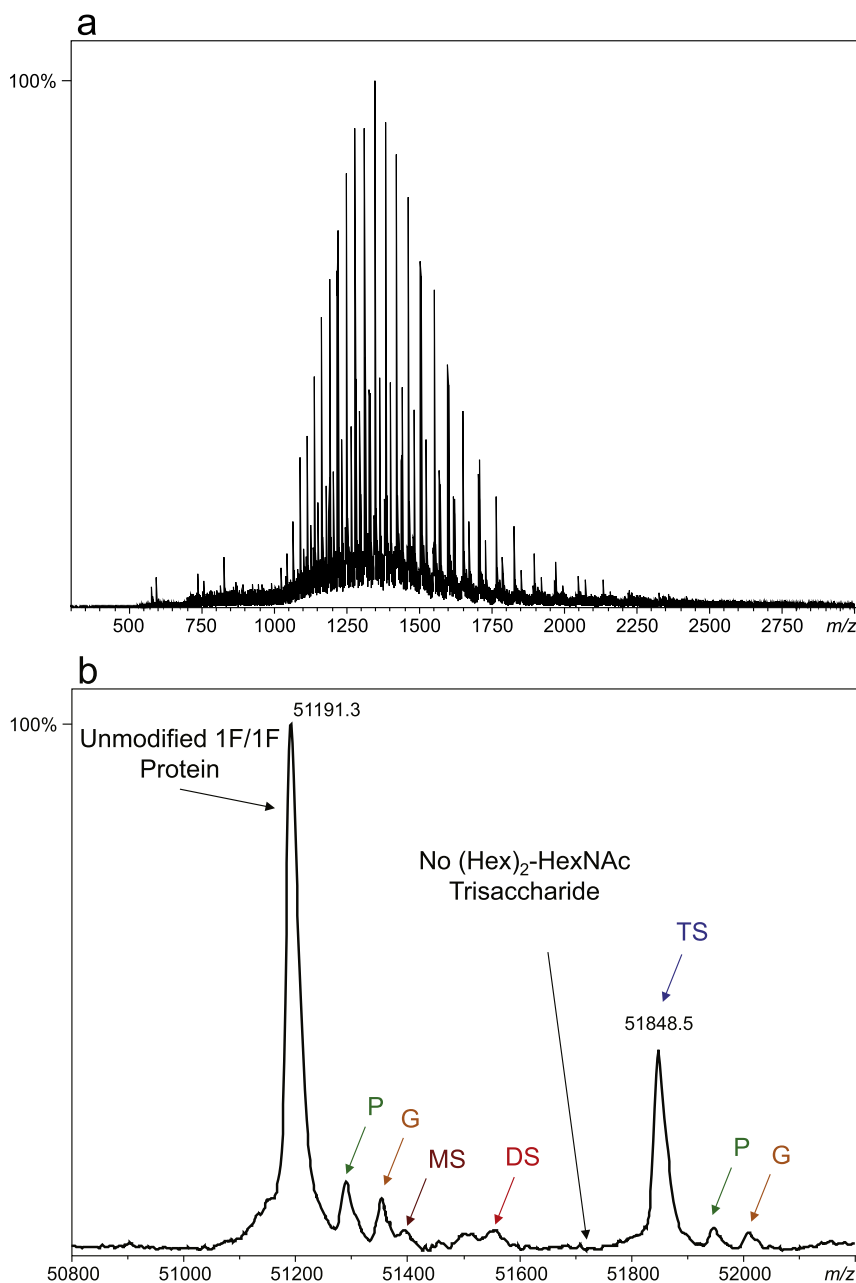 a
100%
500 750 1000 1250 1500 1750 2000 2250 2500 2750 m/z
b
100%
51191.3
Unmodified 1F/1F
Protein
No (Hex)2-HexNAc
Trisaccharide
TS
51848.5
P
G
MS
DS
P
G
50800 51000 51200 51400 51600 51800 52000 m/z